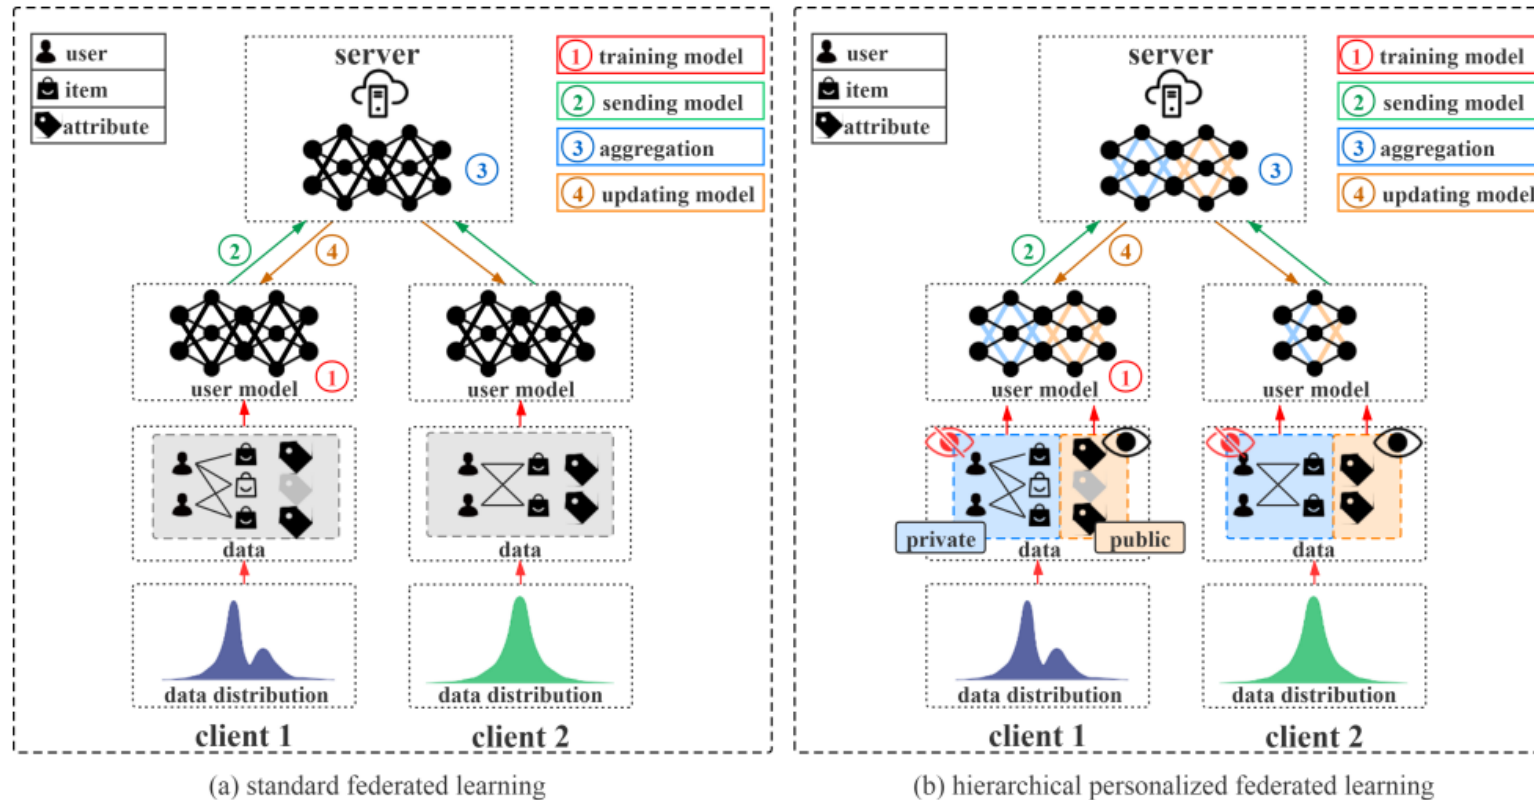 user
item
attribute
server
3
1 training model
2 sending model
3 aggregation
4 updating model
2
4
user model
1
user model
data
data
data distribution
data distribution
client 1
client 2
(a) standard federated learning
user
item
attribute
server
3
1 training model
2 sending model
3 aggregation
4 updating model
2
4
user model
1
user model
private
public
data
data
data distribution
data distribution
client 1
client 2
(b) hierarchical personalized federated learning